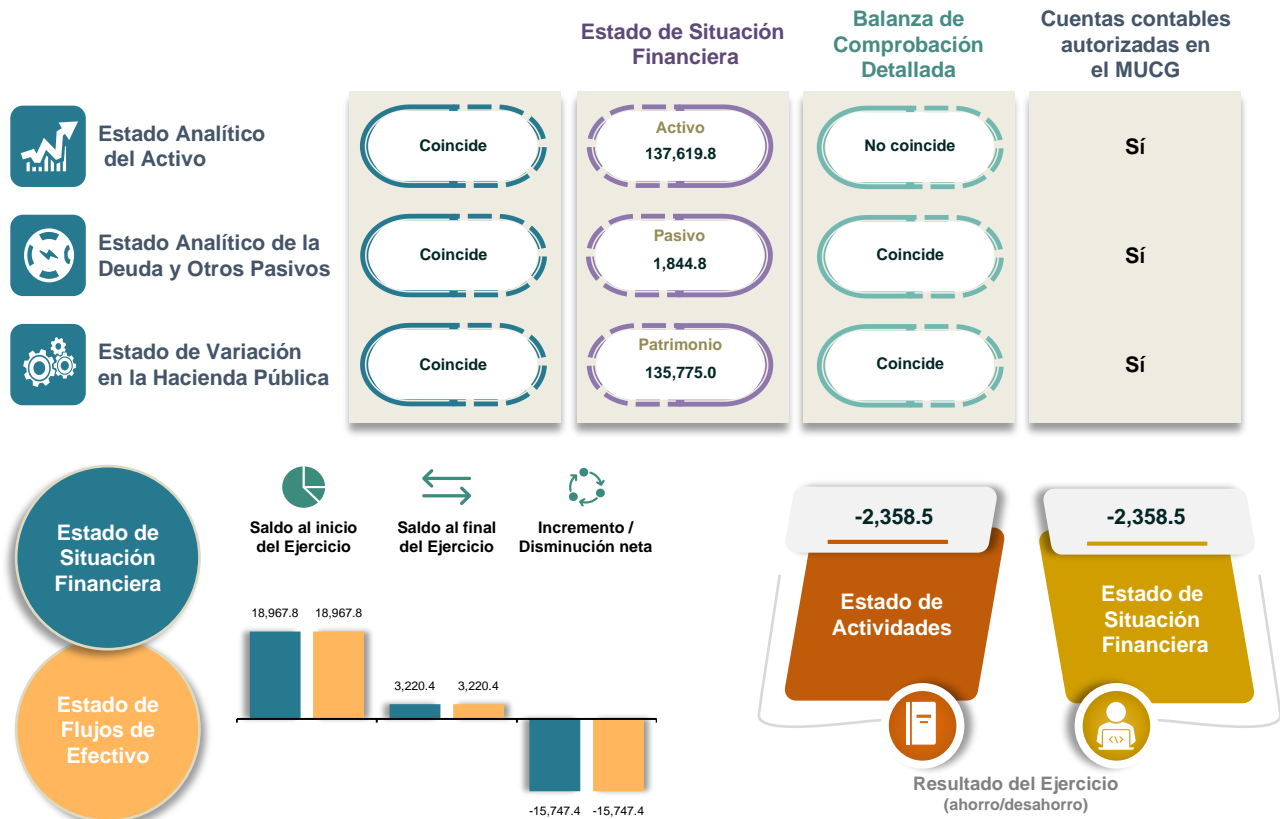 Estado de Situación
Financiera
Balanza de
Comprobación
Detallada
Cuentas contables
autorizadas en
el MUCG
Estado Analítico
del Activo
Coincide
Activo
137,619.8
No coincide
Sí
Estado Analítico de la
Deuda y Otros Pasivos
Coincide
Pasivo
1,844.8
Coincide
Sí
Estado de Variación
en la Hacienda Pública
Coincide
Patrimonio
135,775.0
Coincide
Sí
Estado de
Situación
Financiera
Estado de
Flujos de
Efectivo
Saldo al inicio
del Ejercicio
Saldo al final
del Ejercicio
Incremento /
Disminución neta
18,967.8
18,967.8
3,220.4
3,220.4
-15,747.4
-15,747.4
-2,358.5
Estado de
Actividades
-2,358.5
Estado de
Situación
Financiera
Resultado del Ejercicio
(ahorro/desahorro)